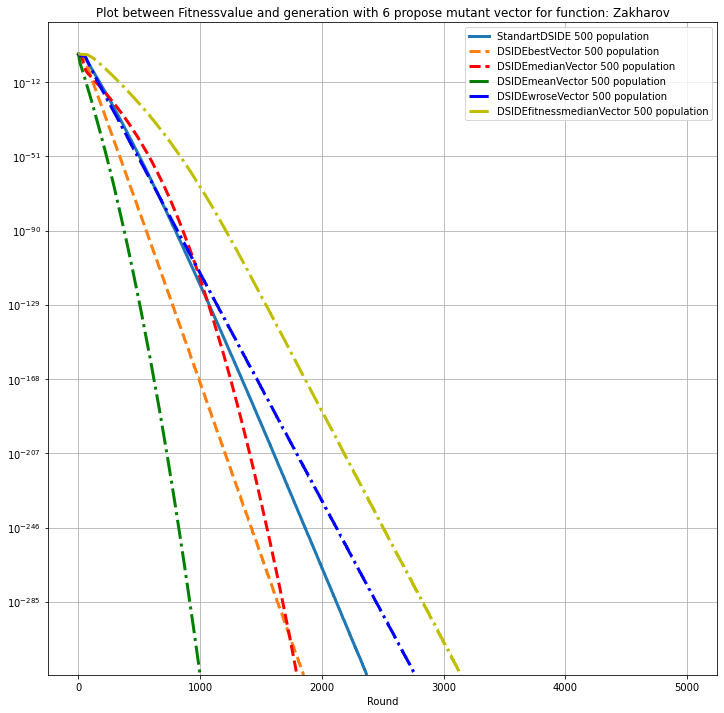 Plot between Fitnessvalue and generation with 6 propose mutant vector for function: Zakharov
StandartDSIDE 500 population
DSIDEbestVector 500 population
DSIDEmedianVector 500 population
DSIDEmeanVector 500 population
DSIDEwroseVector 500 population
DSIDEfitnessmedianVector 500 population
10⁻¹²
10⁻⁵¹
10⁻⁹⁰
10⁻¹²⁹
10⁻¹⁶⁸
10⁻²⁰⁷
10⁻²⁴⁶
10⁻²⁸⁵
0 1000 2000 3000 4000 5000
Round